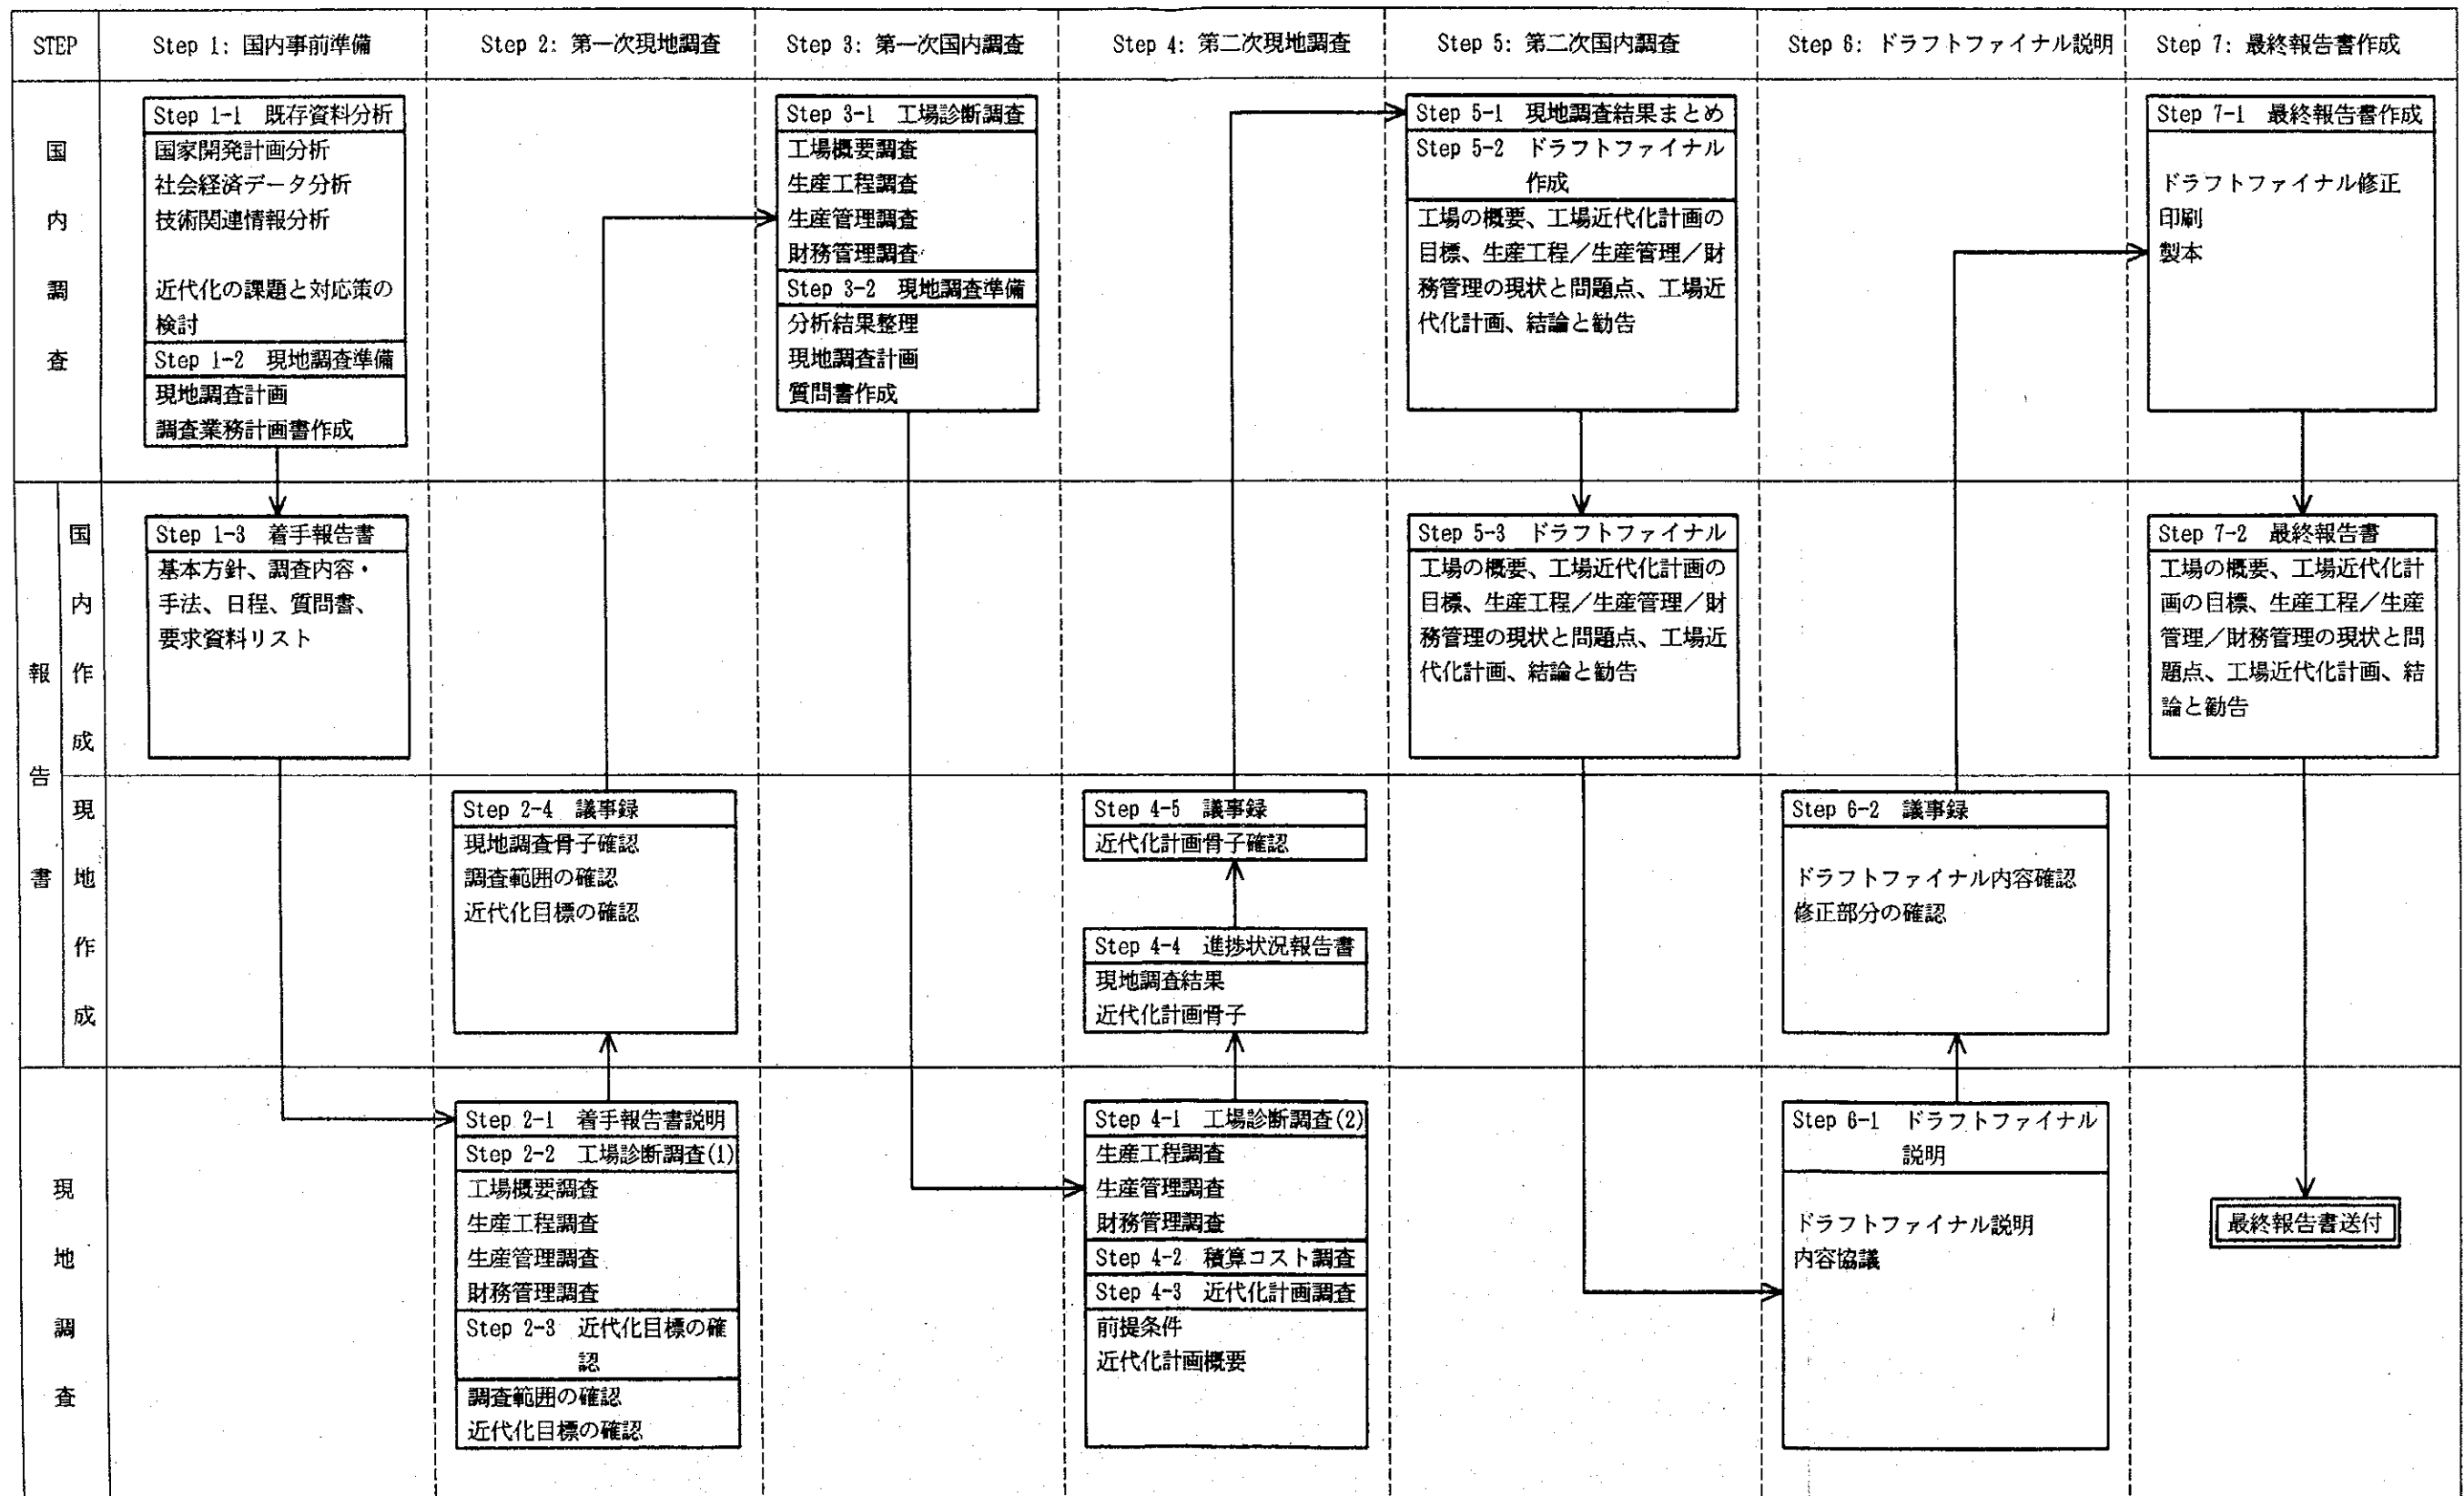 STEP
Step 1: 国内事前準備
Step 2: 第一次現地調査
Step 3: 第一次国内調査
Step 4: 第二次現地調査
Step 5: 第二次国内調査
Step 6: ドラフトファイナル説明
Step 7: 最終報告書作成
国内調査
Step 1-1 既存資料分析
国家開発計画分析
社会経済データ分析
技術関連情報分析
近代化の課題と対応策の
検討
Step 1-2 現地調査準備
現地調査計画
調査業務計画書作成
Step 3-1 工場診断調査
工場概要調査
生産工程調査
生産管理調査
財務管理調査
Step 3-2 現地調査準備
分析結果整理
現地調査計画
質問書作成
Step 5-1 現地調査結果まとめ
Step 5-2 ドラフトファイナル
作成
工場の概要、工場近代化計画の
目標、生産工程／生産管理／財
務管理の現状と問題点、工場近
代化計画、結論と勧告
Step 7-1 最終報告書作成
ドラフトファイナル修正
印刷
製本
報告書
国内作成
Step 1-3 着手報告書
基本方針、調査内容・
手法、日程、質問書、
要求資料リスト
Step 5-3 ドラフトファイナル
工場の概要、工場近代化計画の
目標、生産工程／生産管理／財
務管理の現状と問題点、工場近
代化計画、結論と勧告
Step 7-2 最終報告書
工場の概要、工場近代化計
画の目標、生産工程／生産
管理／財務管理の現状と問
題点、工場近代化計画、結
論と勧告
現地作成
Step 2-4 議事録
現地調査骨子確認
調査範囲の確認
近代化目標の確認
Step 4-5 議事録
近代化計画骨子確認
Step 4-4 進捗状況報告書
現地調査結果
近代化計画骨子
Step 6-2 議事録
ドラフトファイナル内容確認
修正部分の確認
現地調査
Step 2-1 着手報告書説明
Step 2-2 工場診断調査(1)
工場概要調査
生産工程調査
生産管理調査
財務管理調査
Step 2-3 近代化目標の確
認
調査範囲の確認
近代化目標の確認
Step 4-1 工場診断調査(2)
生産工程調査
生産管理調査
財務管理調査
Step 4-2 積算コスト調査
Step 4-3 近代化計画調査
前提条件
近代化計画概要
Step 6-1 ドラフトファイナル
説明
ドラフトファイナル説明
内容協議
最終報告書送付